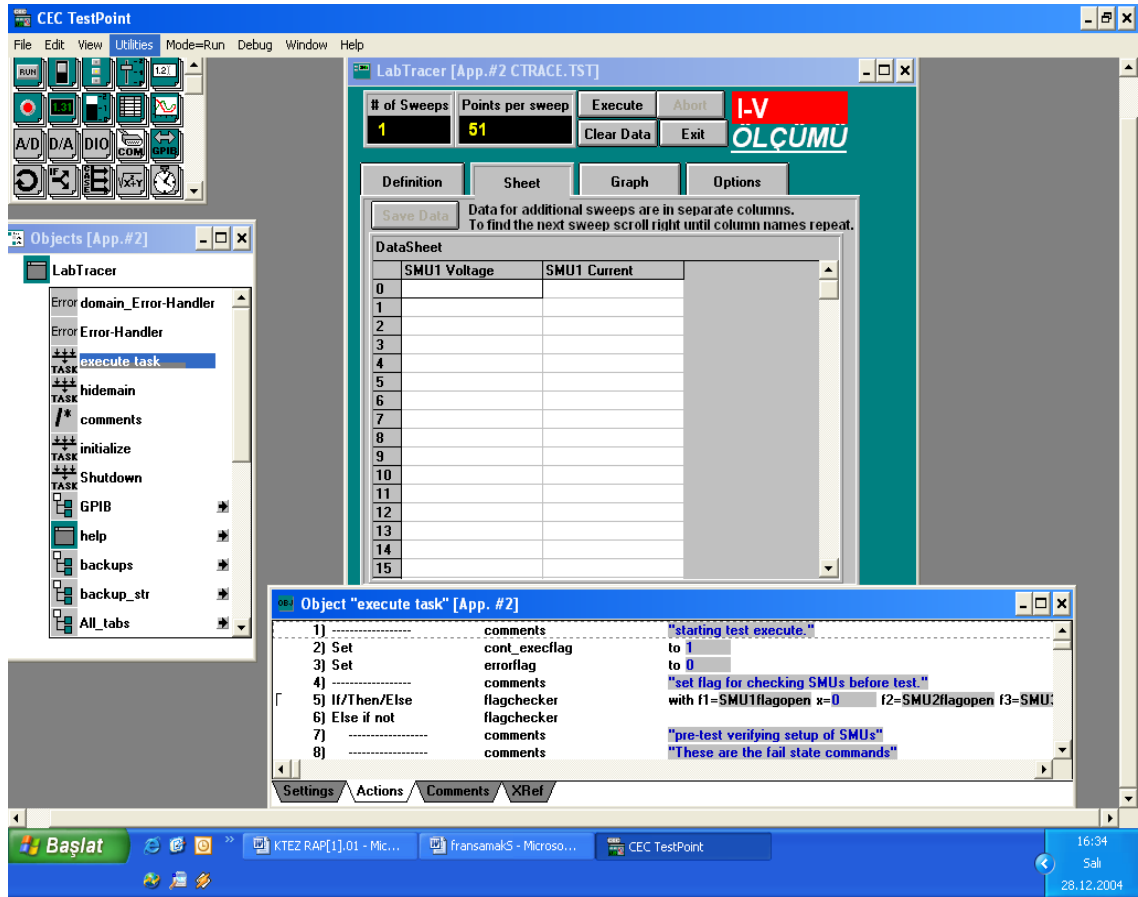 CEC TestPoint
File Edit View Utilities Mode=Run Debug Window Help
RUN
1.2
1.31
A/D D/A DIO COM GPIB
IF CASE √X+Y
Objects [App.#2]
LabTracer
Error domain_Error-Handler
Error Error-Handler
TASK execute task
TASK hidemain
/* comments
TASK initialize
TASK Shutdown
GPIB
help
backups
backup_str
All_tabs
LabTracer [App.#2 CTRACE.TST]
# of Sweeps Points per sweep Execute Abort I-V
1 51 Clear Data Exit ÖLÇÜMÜ
Definition Sheet Graph Options
Save Data Data for additional sweeps are in separate columns.
To find the next sweep scroll right until column names repeat.
DataSheet
SMU1 Voltage SMU1 Current
0
1
2
3
4
5
6
7
8
9
10
11
12
13
14
15
OBJ Object "execute task" [App. #2]
1) ------------------ comments "starting test execute."
2) Set cont_execflag to 1
3) Set errorflag to 0
4) ------------------ comments "set flag for checking SMUs before test."
5) If/Then/Else flagchecker with f1=SMU1flagopen x=0 f2=SMU2flagopen f3=SMU3
6) Else if not flagchecker
7) ------------------ comments "pre-test verifying setup of SMUs"
8) ------------------ comments "These are the fail state commands"
Settings Actions Comments XRef
Başlat » KTEZ RAP[1].01 - Mic... fransamakS - Microso... CEC TestPoint 16:34
Salı
28.12.2004